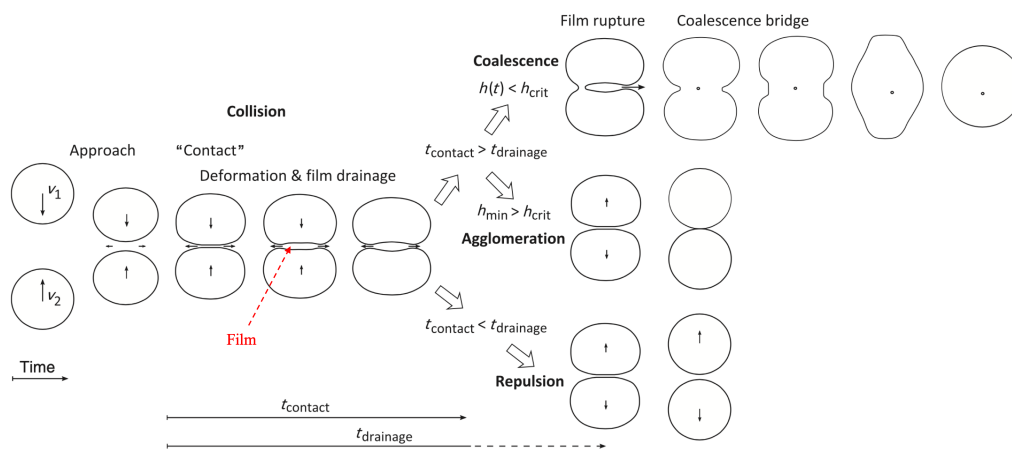 Film rupture
Coalescence bridge
Coalescence
h(t) < h_crit
Collision
Approach
“Contact”
t_contact > t_drainage
Deformation & film drainage
v_1
h_min > h_crit
Agglomeration
v_2
t_contact < t_drainage
Film
Time
Repulsion
t_contact
t_drainage